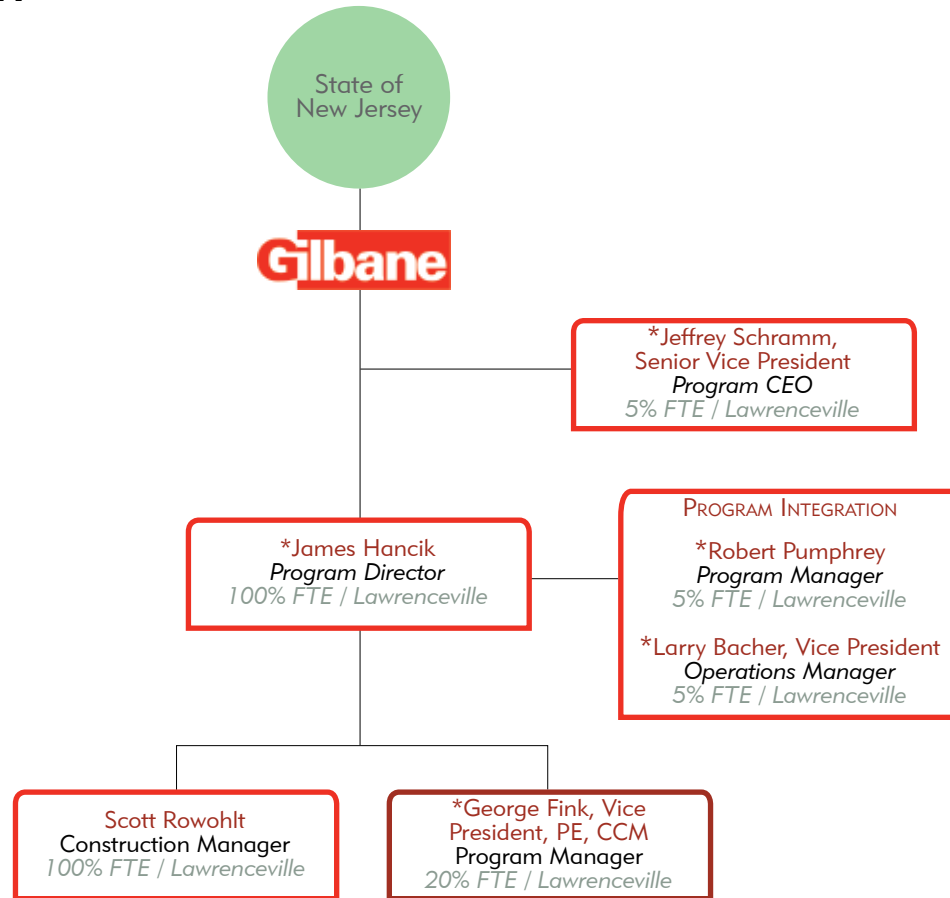 State of
New Jersey
Gilbane
*Jeffrey Schramm,
Senior Vice President
Program CEO
5% FTE / Lawrenceville
PROGRAM INTEGRATION
*Robert Pumphrey
Program Manager
5% FTE / Lawrenceville
*Larry Bacher, Vice President
Operations Manager
5% FTE / Lawrenceville
*James Hancik
Program Director
100% FTE / Lawrenceville
Scott Rowohlt
Construction Manager
100% FTE / Lawrenceville
*George Fink, Vice
President, PE, CCM
Program Manager
20% FTE / Lawrenceville